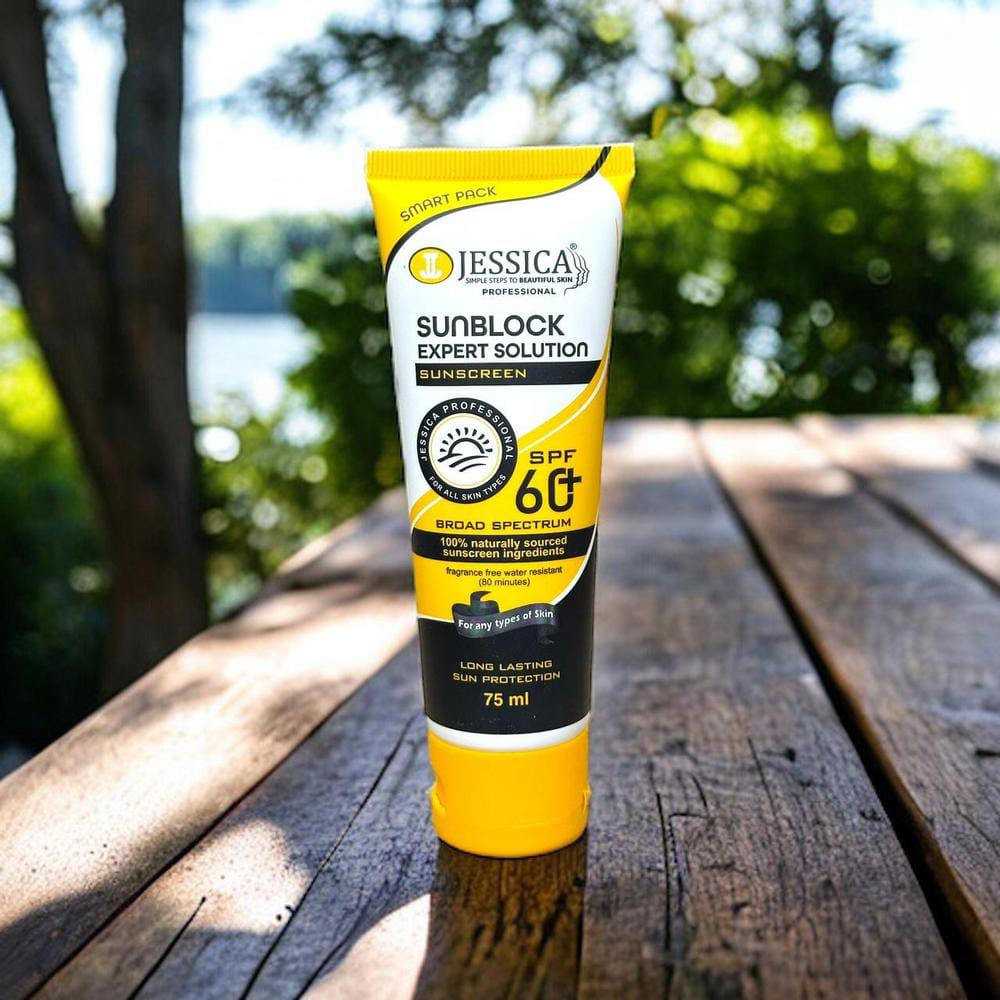 SMART PACK
JESSICA®
SIMPLE STEPS TO BEAUTIFUL SKIN
PROFESSIONAL
SUNBLOCK
EXPERT SOLUTION
SUNSCREEN
JESSICA PROFESSIONAL
FOR ALL SKIN TYPES
SPF
60+
BROAD SPECTRUM
100% naturally sourced
sunscreen ingredients
fragrance free water resistant
(80 minutes)
For any types of Skin
LONG LASTING
SUN PROTECTION
75 ml